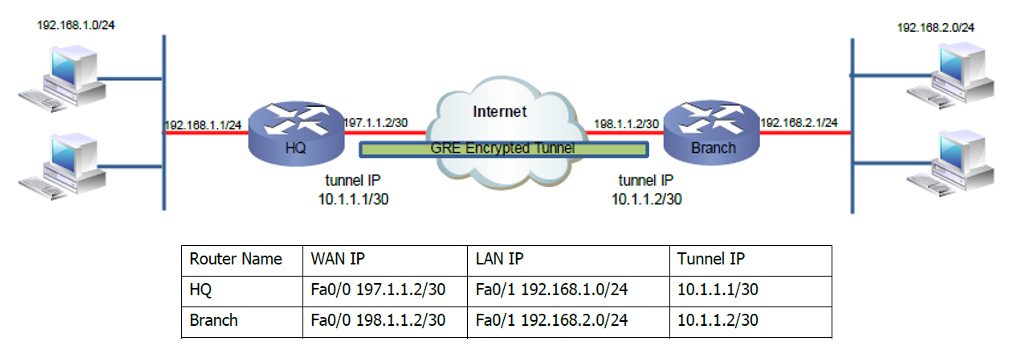 192.168.1.0/24
192.168.2.0/24
Internet
192.168.1.1/24
197.1.1.2/30
198.1.1.2/30
192.168.2.1/24
HQ
GRE Encrypted Tunnel
Branch
tunnel IP
10.1.1.1/30
tunnel IP
10.1.1.2/30
Router Name WAN IP LAN IP Tunnel IP
HQ Fa0/0 197.1.1.2/30 Fa0/1 192.168.1.0/24 10.1.1.1/30
Branch Fa0/0 198.1.1.2/30 Fa0/1 192.168.2.0/24 10.1.1.2/30